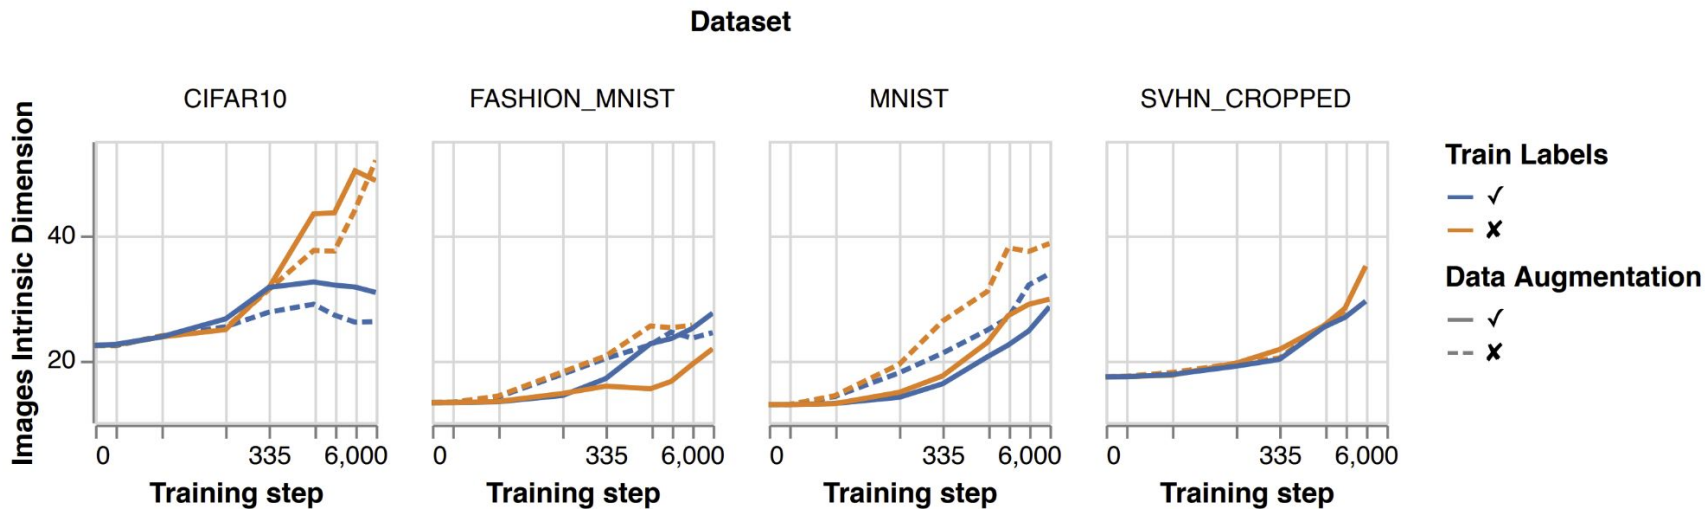 Dataset
CIFAR10
FASHION_MNIST
MNIST
SVHN_CROPPED
Images Intrinsic Dimension
40
20
0 335 6,000
0 335 6,000
0 335 6,000
0 335 6,000
Training step
Training step
Training step
Training step
Train Labels
✓
✗
Data Augmentation
✓
✗